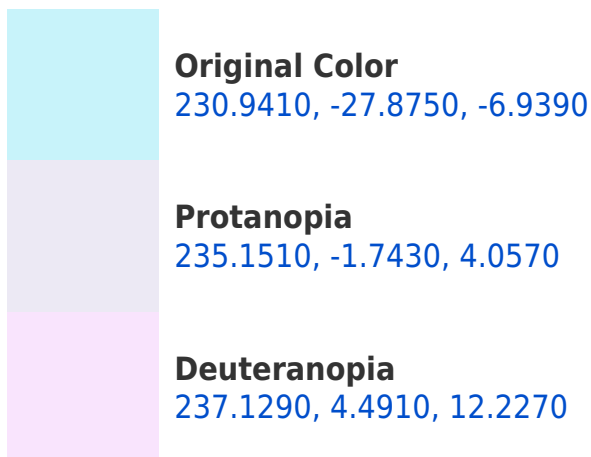 Original Color
230.9410, -27.8750, -6.9390
Protanopia
235.1510, -1.7430, 4.0570
Deuteranopia
237.1290, 4.4910, 12.2270